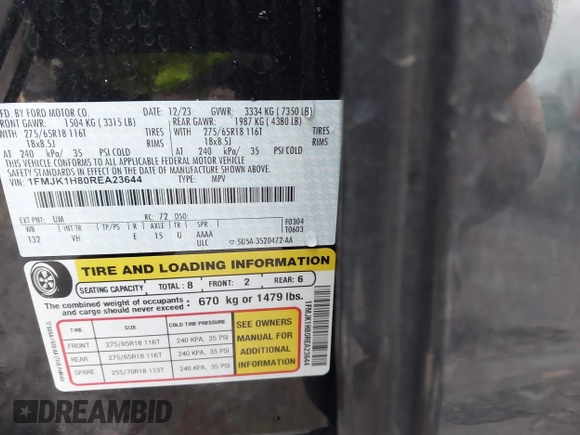 MFD. BY FORD MOTOR CO. DATE: 12/23 GVWR: 3334 KG ( 7350 LB)
FRONT GAWR: 1504 KG ( 3315 LB) REAR GAWR: 1987 KG ( 4380 LB)
WITH 275/65R18 116T TIRES WITH 275/65R18 116T TIRES
18x8.5J RIMS 18x8.5J
AT 240 kPa/ 35 AT 240 kPa/ 35
THIS VEHICLE CONFORMS TO ALL APPLICABLE FEDERAL MOTOR VEHICLE
SAFETY STANDARDS IN EFFECT ON THE DATE OF MANUFACTURE SHOWN ABOVE.
VIN: 1FMJK1H80REA23644 TYPE: MPV
EXT PNT: UM RC: 72 DSO:
WB INT TR TP/PS R AXLE TR SPR F0304
132 VH E 15 U AAAA T0603
ULC 5U5A-3520472-AA
TIRE AND LOADING INFORMATION
SEATING CAPACITY TOTAL: 8 FRONT: 2 REAR: 6
The combined weight of occupants and cargo should never exceed: 670 kg or 1479 lbs.
TIRE SIZE COLD TIRE PRESSURE
FRONT 275/65R18 116T 240 KPA, 35 PSI
REAR 275/65R18 116T 240 KPA, 35 PSI
SPARE 255/70R18 113T 240 KPA, 35 PSI
SEE OWNERS
MANUAL FOR
ADDITIONAL
INFORMATION
1FMJK1H80REA23644
DREAMBID